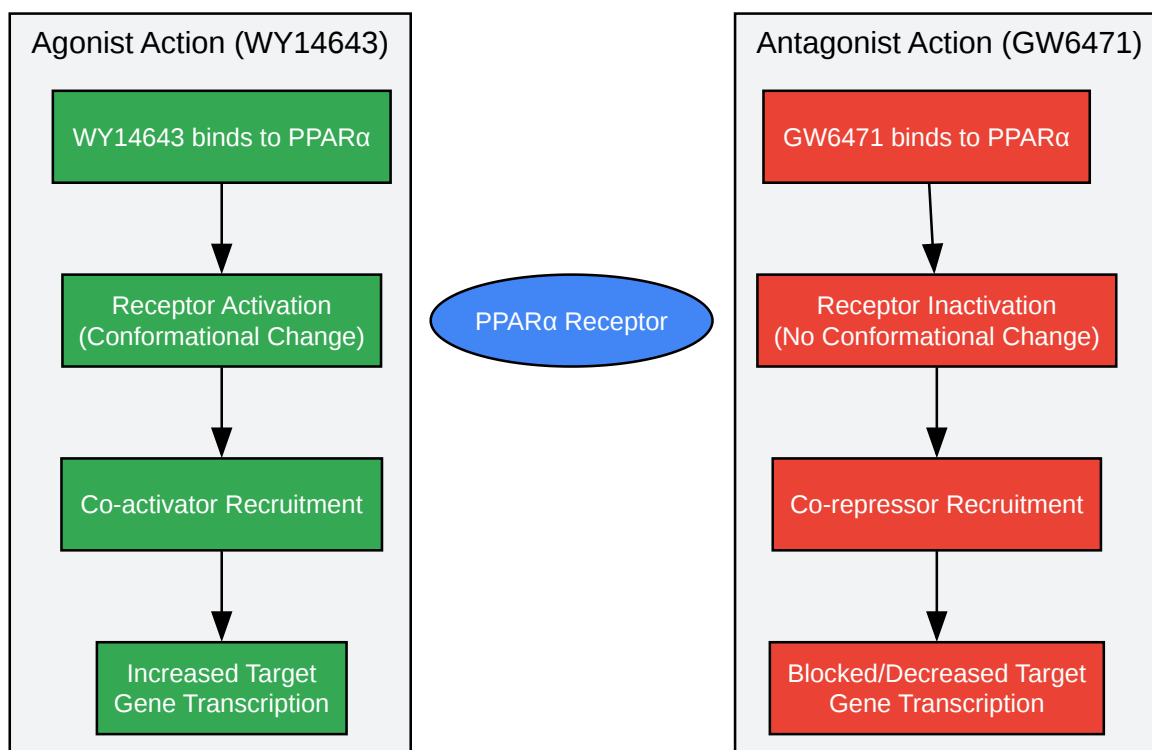 Agonist Action (WY14643)
WY14643 binds to PPARα
Receptor Activation
(Conformational Change)
Co-activator Recruitment
Increased Target
Gene Transcription
PPARα Receptor
Antagonist Action (GW6471)
GW6471 binds to PPARα
Receptor Inactivation
(No Conformational Change)
Co-repressor Recruitment
Blocked/Decreased Target
Gene Transcription